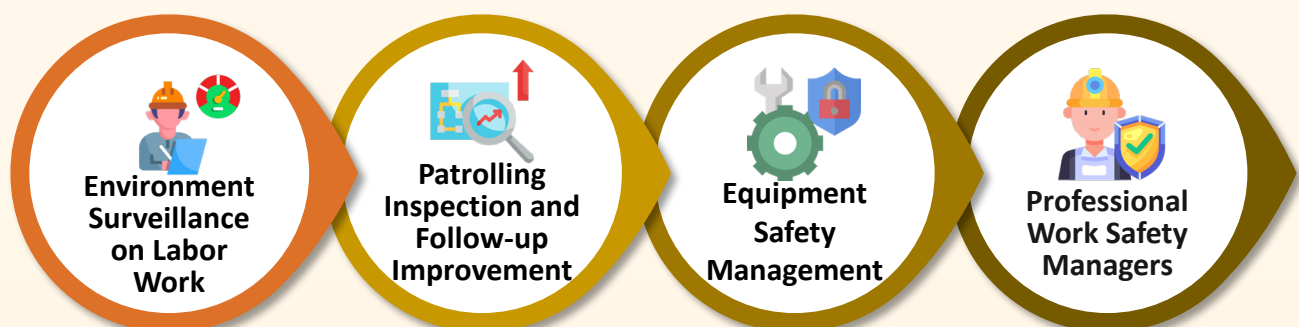 Environment
Surveillance
on Labor
Work
Patrolling
Inspection and
Follow-up
Improvement
Equipment
Safety
Management
Professional
Work Safety
Managers